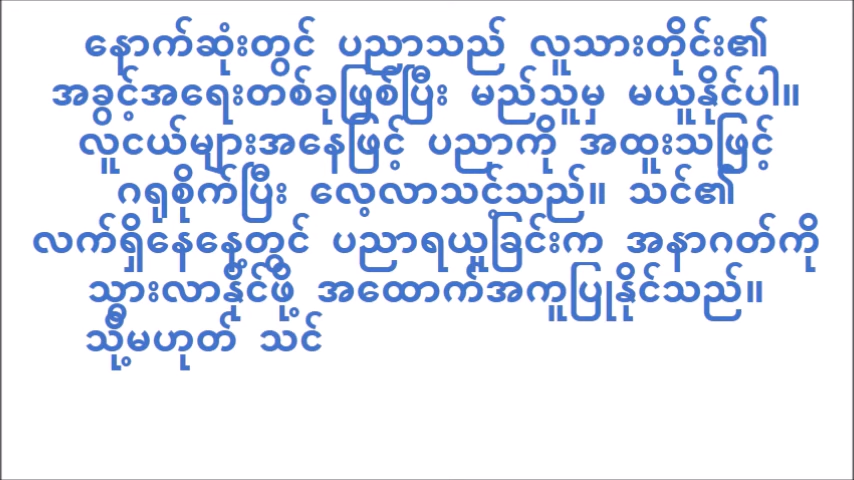 နောက်ဆုံးတွင် ပညာသည် လူသားတိုင်း၏
အခွင့်အရေးတစ်ခုဖြစ်ပြီး မည်သူမှ မယူနိုင်ပါ။
လူငယ်များအနေဖြင့် ပညာကို အထူးသဖြင့်
ဂရုစိုက်ပြီး လေ့လာသင့်သည်။ သင်၏
လက်ရှိနေနေ့တွင် ပညာရယူခြင်းက အနာဂတ်ကို
သွားလာနိုင်ဖို့ အထောက်အကူပြုနိုင်သည်။
သို့မဟုတ် သင်